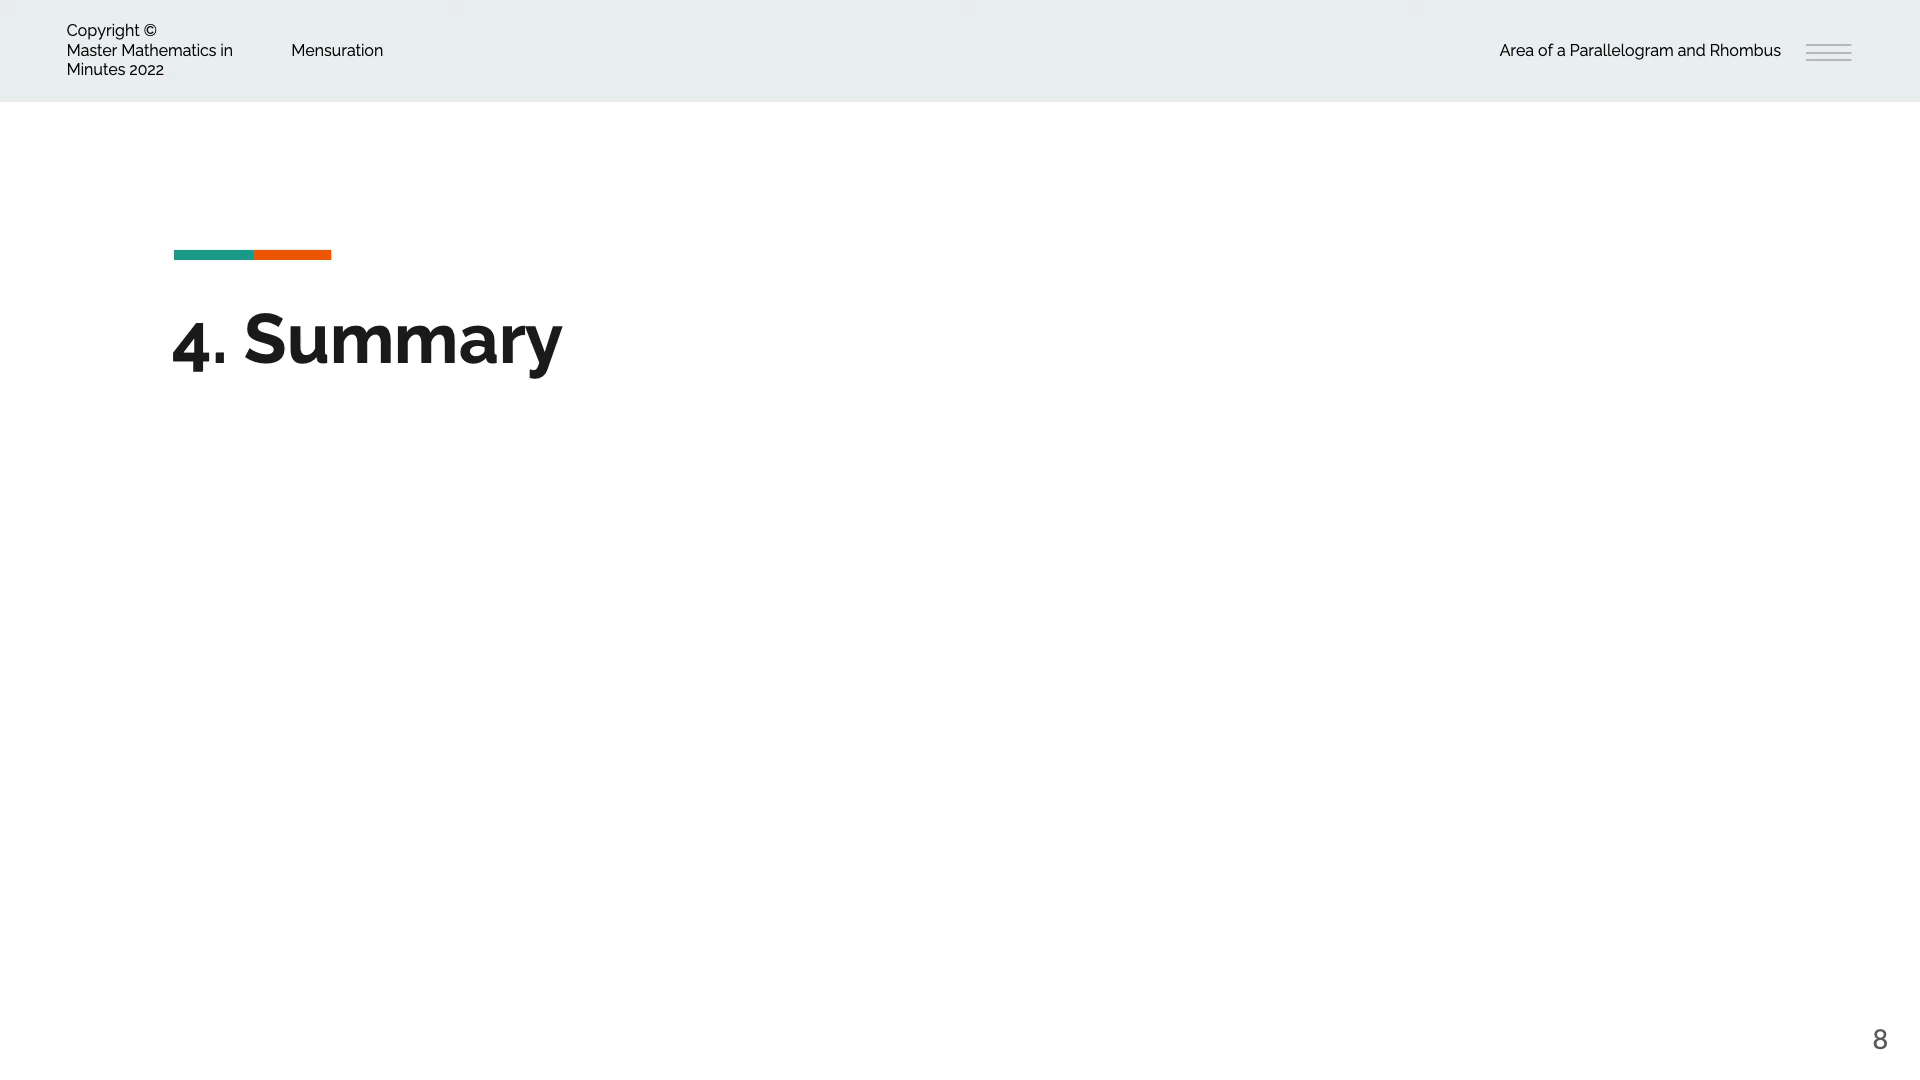 Copyright ©
Master Mathematics in
Minutes 2022
Mensuration
Area of a Parallelogram and Rhombus
4. Summary
8